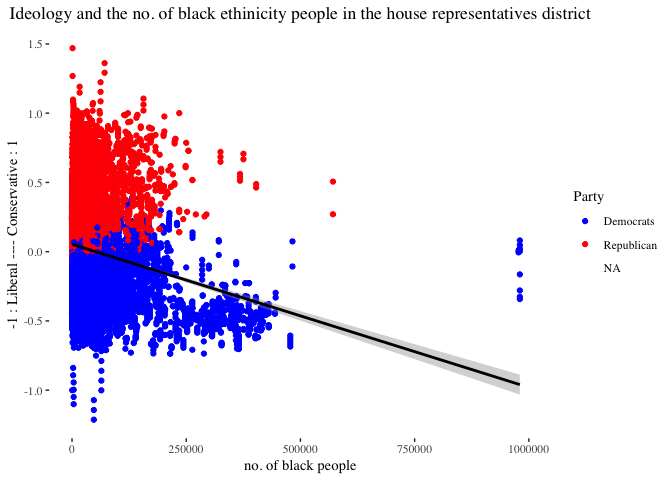 Ideology and the no. of black ethinicity people in the house representatives district
1.5
1.0
0.5
0.0
-0.5
-1.0
-1 : Liberal ---- Conservative : 1
0
250000
500000
750000
1000000
no. of black people
Party
Democrats
Republican
NA